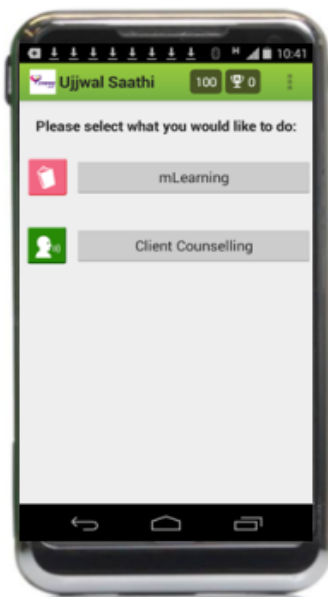 10:41
Ujjwal Saathi 100 0
Please select what you would like to do:
mLearning
Client Counselling